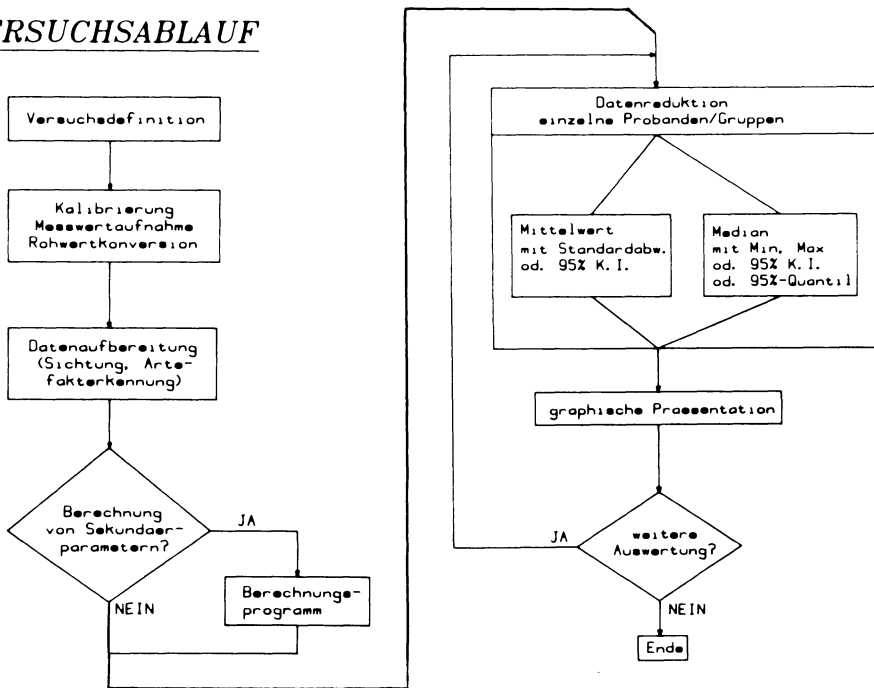 ERSUCHSABLAUF
Versuchsdefinition
Kalibrierung
Messwertaufnahme
Rohwertkonversion
Datenaufbereitung
(Sichtung, Arte-
fakterkennung)
Berechnung
von Sekundaer-
parametern?
JA
NEIN
Berechnungs-
programm
Datenreduktion
einzelne Probanden/Gruppen
Mittelwert
mit Standardabw.
od. 95% K.I.
Median
mit Min, Max
od. 95% K.I.
od. 95%-Quantil
graphische Praesentation
weitere
Auswertung?
JA
NEIN
Ende